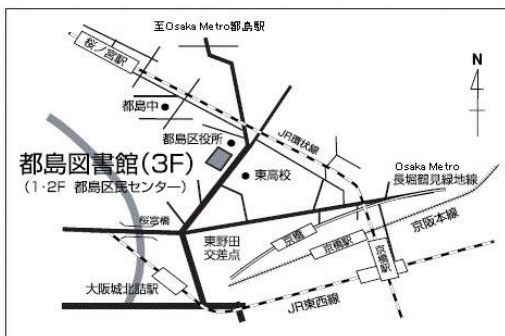 至Osaka Metro都島駅
桜ノ宮駅
N
都島中
都島区役所
JR環状線
都島図書館(3F)
(1・2F 都島区民センター)
東高校
Osaka Metro
長堀鶴見緑地線
桜宮橋
東野田
交差点
京橋
京橋駅
京橋駅
京阪本線
大阪城北詰駅
JR東西線